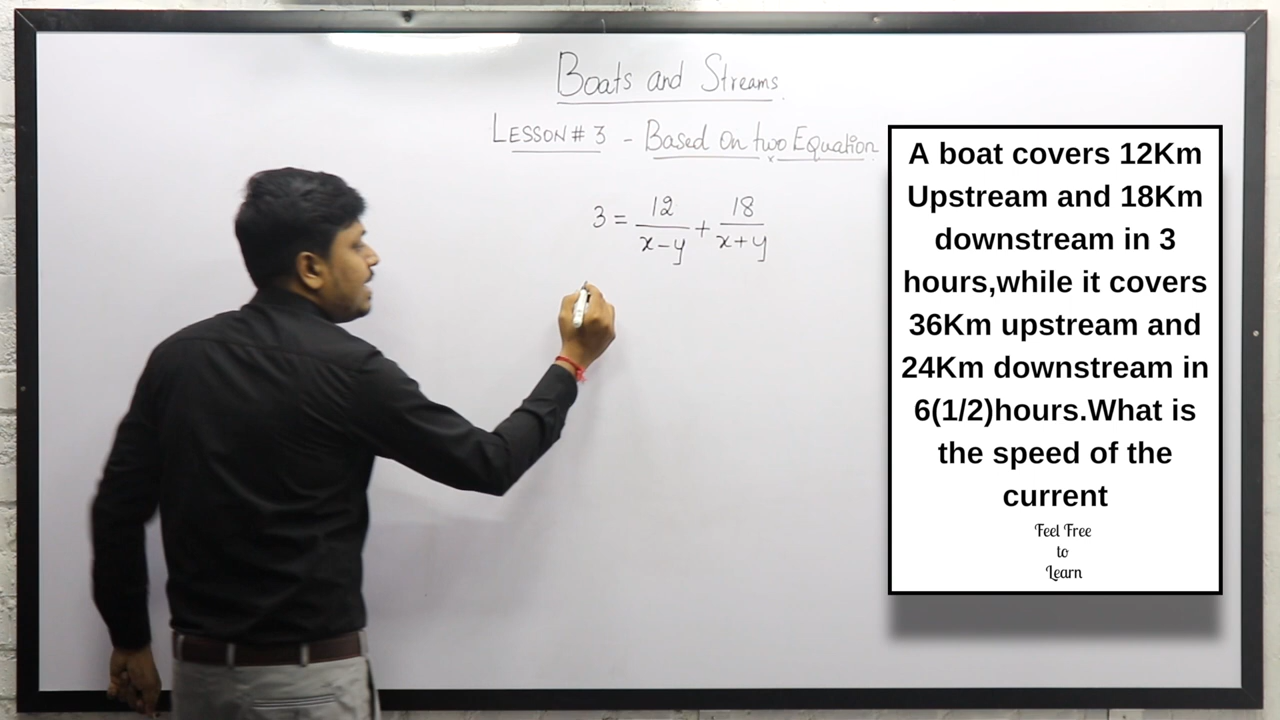 Boats and Streams
LESSON # 3 - Based on two Equation
3 = 12/(x-y) + 18/(x+y)
A boat covers 12Km
Upstream and 18Km
downstream in 3
hours,while it covers
36Km upstream and
24Km downstream in
6(1/2)hours.What is
the speed of the
current
Feel Free
to
Learn